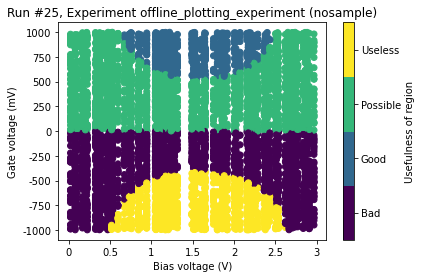 Run #25, Experiment offline_plotting_experiment (nosample)
1000
750
500
250
0
-250
-500
-750
-1000
Gate voltage (mV)
0
0.5
1
1.5
2
2.5
3
Bias voltage (V)
Useless
Possible
Good
Bad
Usefulness of region